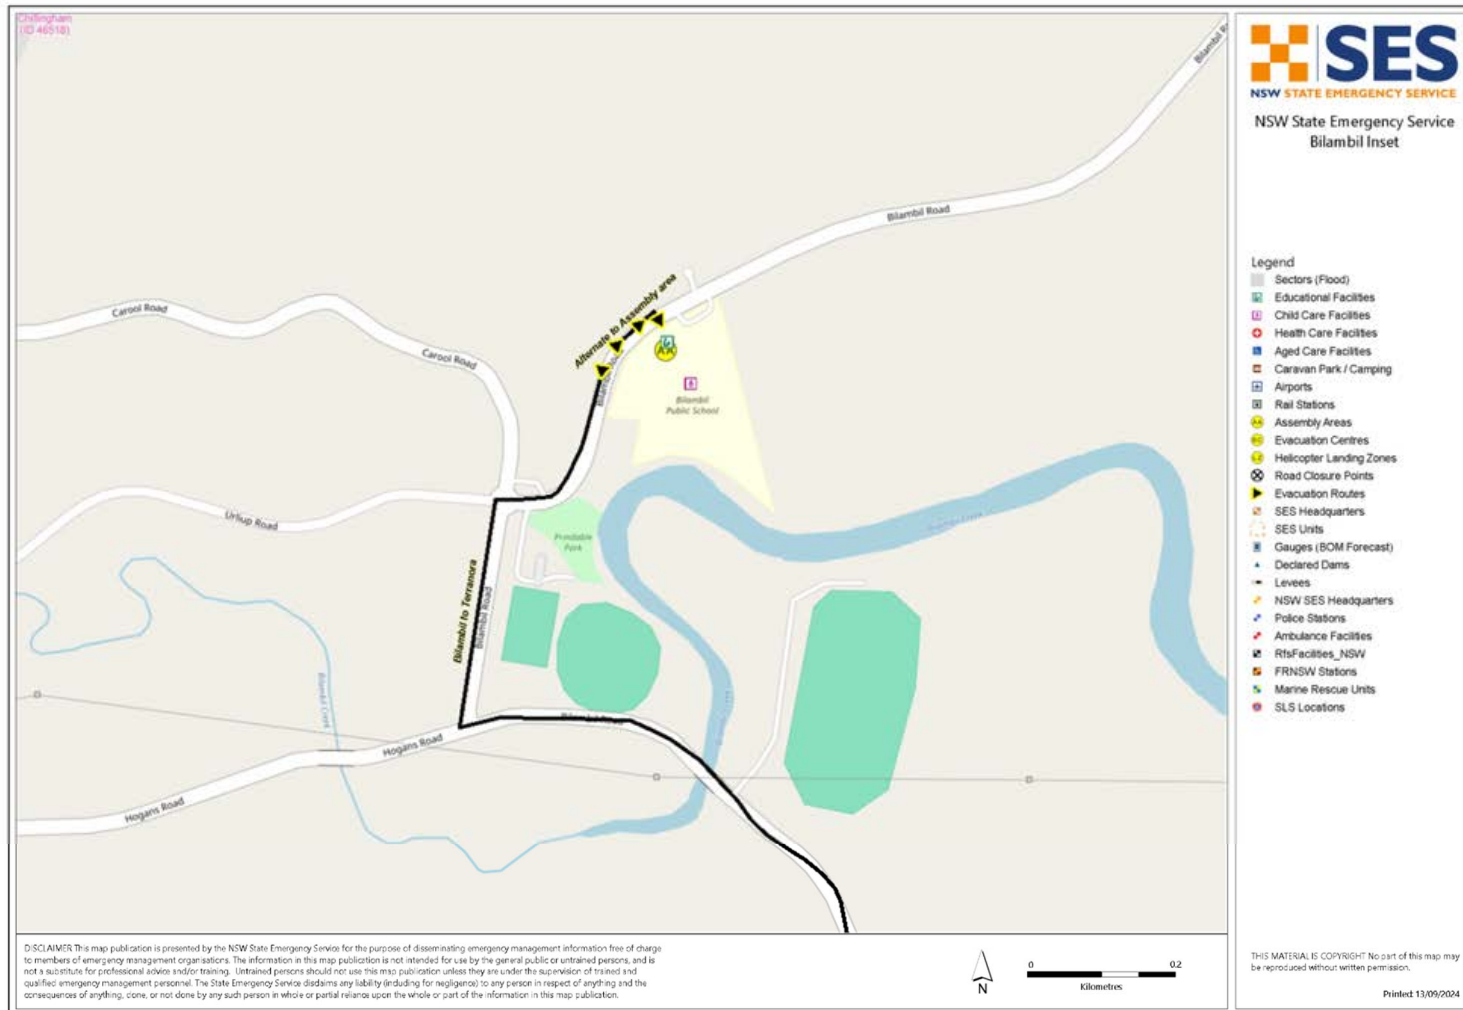 Chillingham
(ID 46518)
Bilambil Road
Alternate to Assembly area
Carool Road
Carool Road
AA
Bilambil
Public School
Urliup Road
Primdable
Park
Bilambil to Terranora
Bilambil Road
Bilambil Creek
Bilambil Road
Hogans Road
Hogans Road
SES
NSW STATE EMERGENCY SERVICE
NSW State Emergency Service
Bilambil Inset
Legend
Sectors (Flood)
Educational Facilities
Child Care Facilities
Health Care Facilities
Aged Care Facilities
Caravan Park / Camping
Airports
Rail Stations
Assembly Areas
Evacuation Centres
Helicopter Landing Zones
Road Closure Points
Evacuation Routes
SES Headquarters
SES Units
Gauges (BOM Forecast)
Declared Dams
Levees
NSW SES Headquarters
Police Stations
Ambulance Facilities
RfsFacilities_NSW
FRNSW Stations
Marine Rescue Units
SLS Locations
DISCLAIMER This map publication is presented by the NSW State Emergency Service for the purpose of disseminating emergency management information free of charge
to members of emergency management organisations. The information in this map publication is not intended for use by the general public or untrained persons, and is
not a substitute for professional advice and/or training. Untrained persons should not use this map publication unless they are under the supervision of trained and
qualified emergency management personnel. The State Emergency Service disclaims any liability (including for negligence) to any person in respect of anything and the
consequences of anything, done, or not done by any such person in whole or partial reliance upon the whole or part of the information in this map publication.
N
0 0.2
Kilometres
THIS MATERIAL IS COPYRIGHT No part of this map may
be reproduced without written permission.
Printed: 13/09/2024